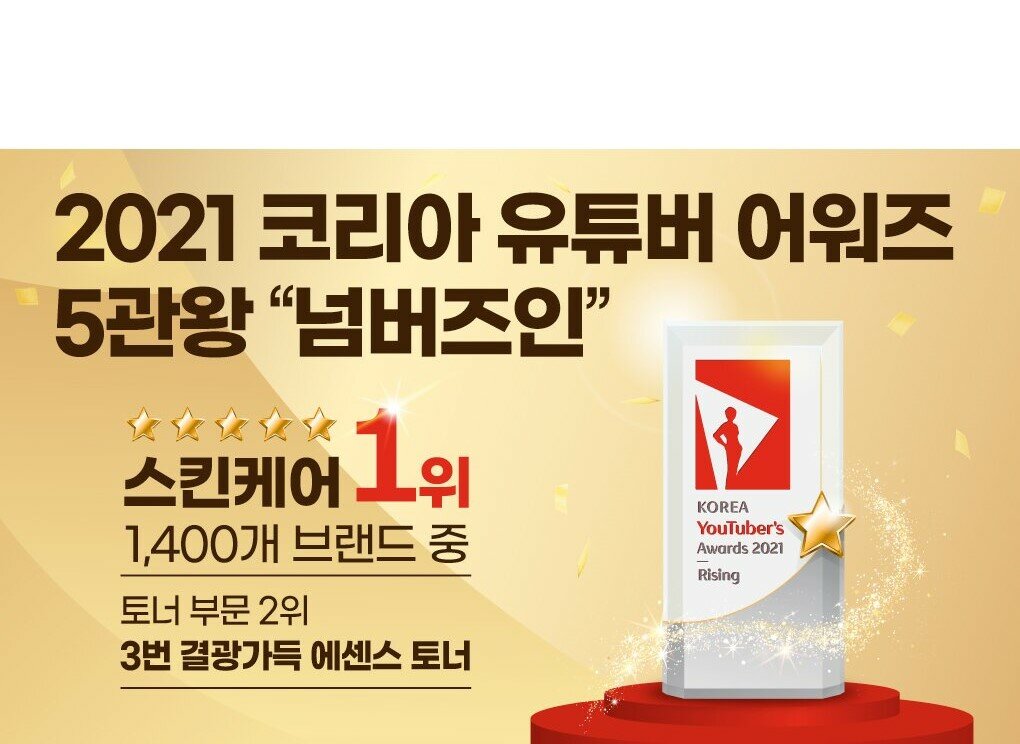 2021 코리아 유튜버 어워즈
5관왕 “넘버즈인”
스킨케어 1위
1,400개 브랜드 중
토너 부문 2위
3번 결광가득 에센스 토너
KOREA
YouTuber's
Awards 2021
Rising